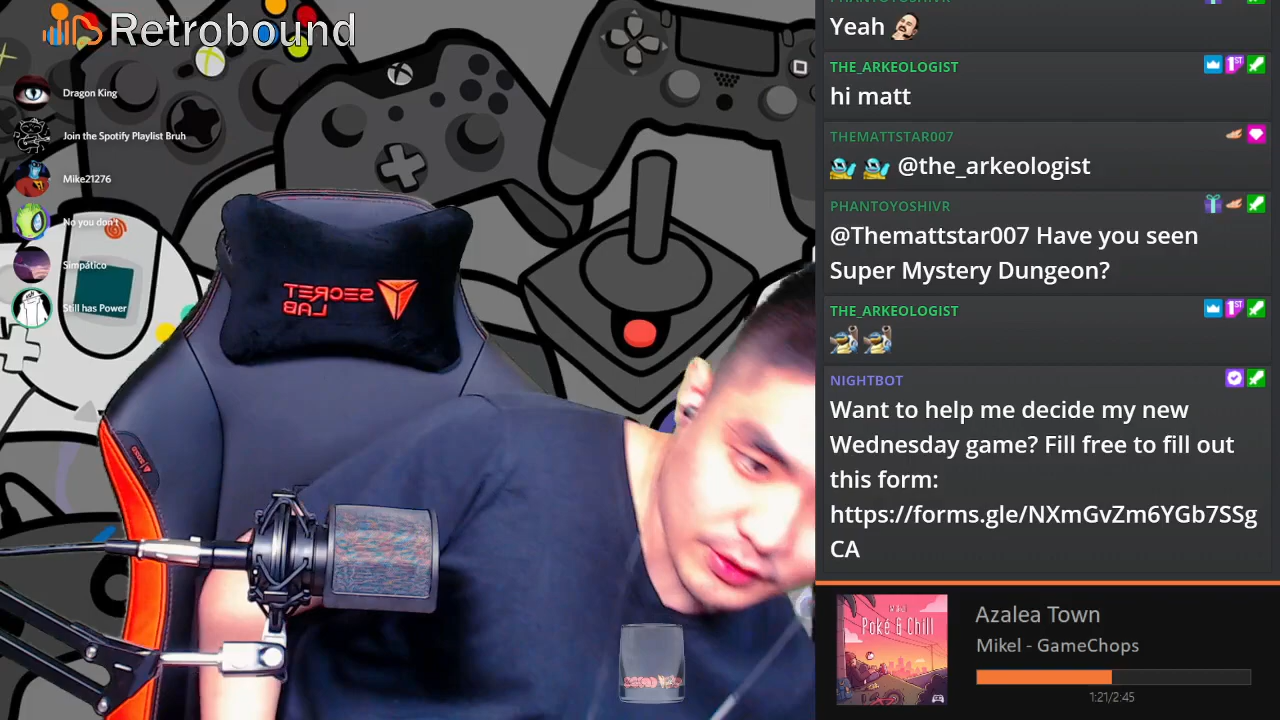 Retrobound
Dragon King
Join the Spotify Playlist Bruh
Mike21276
No you don't
Simpático
Still has Power
SECRET
LAB
PHANTOYOSHIVR
Yeah
THE_ARKEOLOGIST
hi matt
THEMATTSTAR007
@the_arkeologist
PHANTOYOSHIVR
@Themattstar007 Have you seen
Super Mystery Dungeon?
THE_ARKEOLOGIST
NIGHTBOT
Want to help me decide my new
Wednesday game? Fill free to fill out
this form:
https://forms.gle/NXmGvZm6YGb7SSg
CA
Poké & Chill
Azalea Town
Mikel - GameChops
1:21/2:45